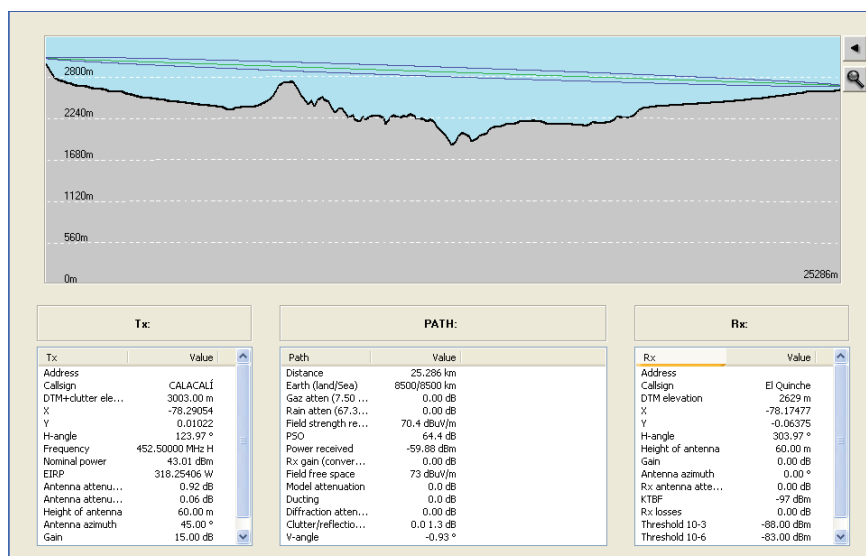 2800m
2240m
1680m
1120m
560m
0m 25286m
Tx: PATH: Rx:
Tx Value
Address
Callsign CALACALÍ
DTM+clutter ele... 3003.00 m
X -78.29054
Y 0.01022
H-angle 123.97 °
Frequency 452.50000 MHz H
Nominal power 43.01 dBm
EIRP 318.25406 W
Antenna attenu... 0.92 dB
Antenna attenu... 0.06 dB
Height of antenna 60.00 m
Antenna azimuth 45.00 °
Gain 15.00 dB
Path Value
Distance 25.286 km
Earth (land/Sea) 8500/8500 km
Gaz atten (7.50 ... 0.00 dB
Rain atten (67.3... 0.00 dB
Field strength re... 70.4 dBuV/m
PSO 64.4 dB
Power received -59.88 dBm
Rx gain (conver... 0.00 dB
Field free space 73 dBuV/m
Model attenuation 0.0 dB
Ducting 0.0 dB
Diffraction atten... 0.00 dB
Clutter/reflectio... 0.0 1.3 dB
V-angle -0.93 °
Rx Value
Address
Callsign El Quinche
DTM elevation 2629 m
X -78.17477
Y -0.06375
H-angle 303.97 °
Height of antenna 60.00 m
Gain 0.00 dB
Antenna azimuth 0.00 °
Rx antenna atte... 0.00 dB
KTBF -97 dBm
Rx losses 0.00 dB
Threshold 10-3 -88.00 dBm
Threshold 10-6 -83.00 dBm